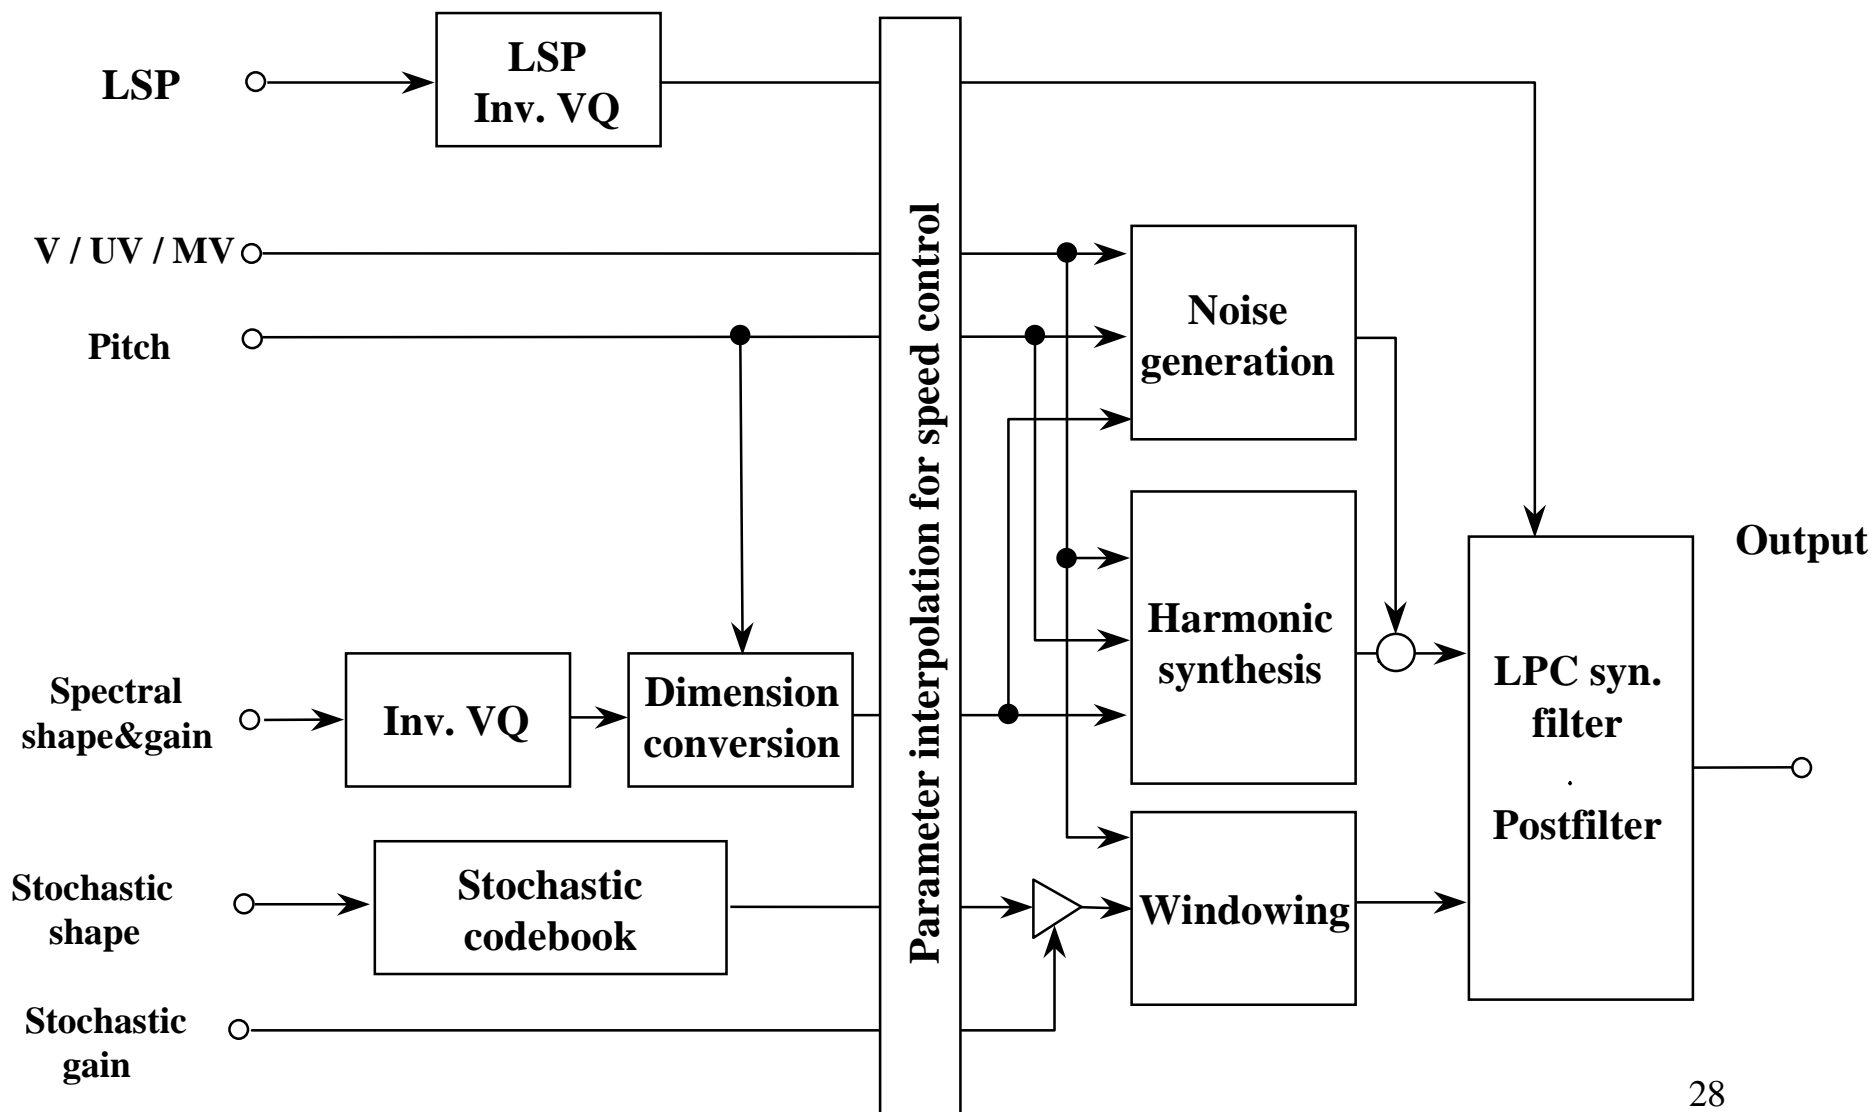 LSP
LSP
Inv. VQ
V / UV / MV
Pitch
Parameter interpolation for speed control
Noise
generation
Harmonic
synthesis
Output
Spectral
shape&gain
Inv. VQ
Dimension
conversion
LPC syn.
filter
.
Postfilter
Stochastic
shape
Stochastic
codebook
Windowing
Stochastic
gain
28